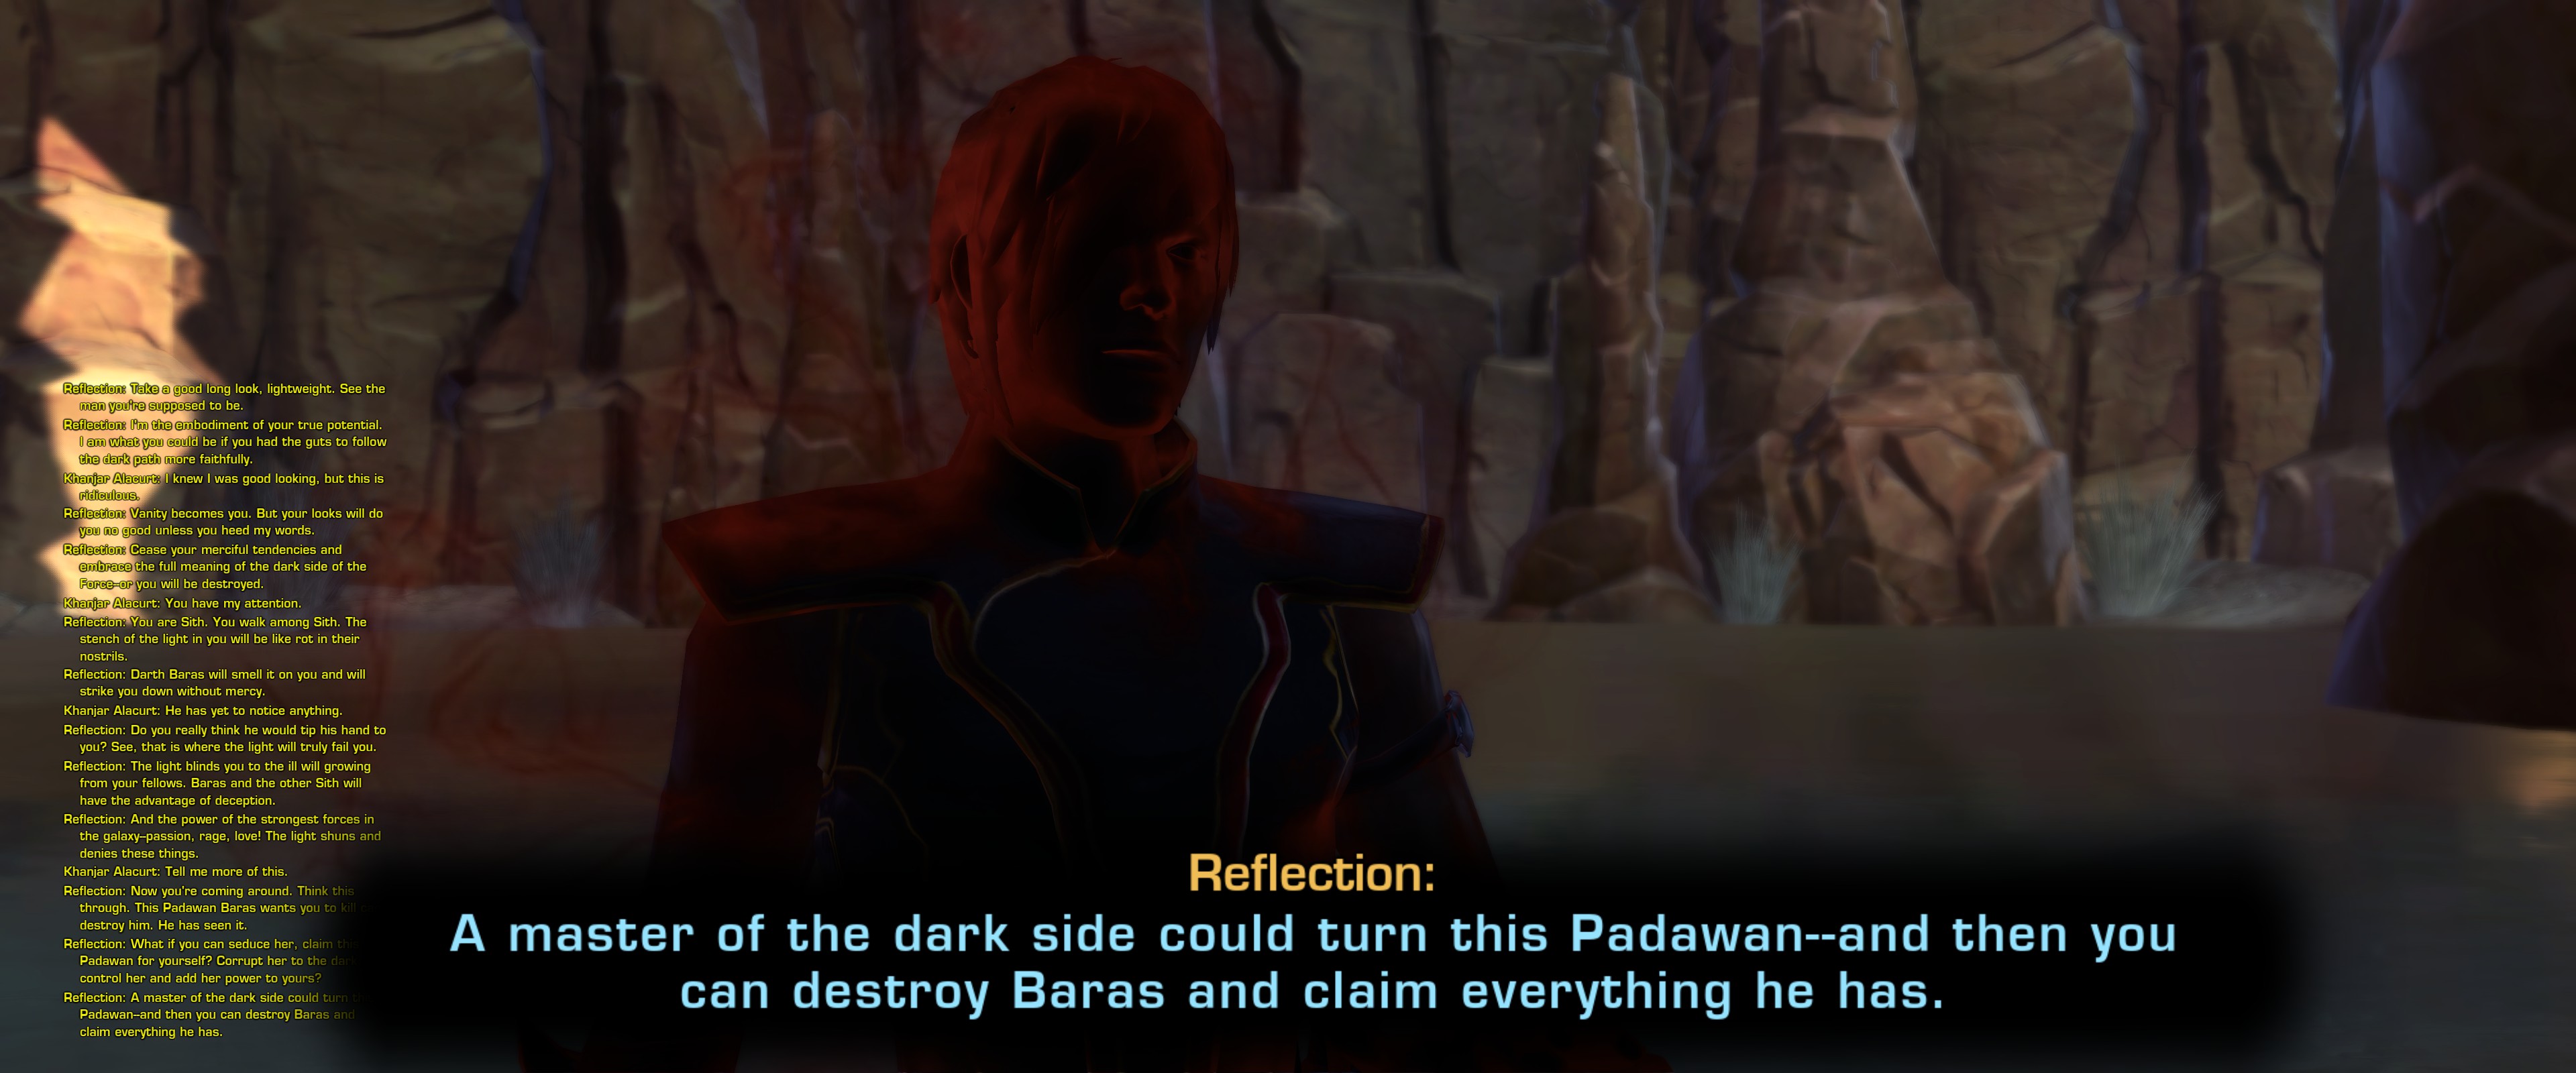 Reflection: Take a good long look, lightweight. See the
man you're supposed to be.
Reflection: I'm the embodiment of your true potential.
I am what you could be if you had the guts to follow
the dark path more faithfully.
Khanjar Alacurt: I knew I was good looking, but this is
ridiculous.
Reflection: Vanity becomes you. But your looks will do
you no good unless you heed my words.
Reflection: Cease your merciful tendencies and
embrace the full meaning of the dark side of the
Force--or you will be destroyed.
Khanjar Alacurt: You have my attention.
Reflection: You are Sith. You walk among Sith. The
stench of the light in you will be like rot in their
nostrils.
Reflection: Darth Baras will smell it on you and will
strike you down without mercy.
Khanjar Alacurt: He has yet to notice anything.
Reflection: Do you really think he would tip his hand to
you? See, that is where the light will truly fail you.
Reflection: The light blinds you to the ill will growing
from your fellows. Baras and the other Sith will
have the advantage of deception.
Reflection: And the power of the strongest forces in
the galaxy--passion, rage, love! The light shuns and
denies these things.
Khanjar Alacurt: Tell me more of this.
Reflection: Now you're coming around. Think this
through. This Padawan Baras wants you to kill
destroy him. He has seen it.
Reflection: What if you can seduce her, claim this
Padawan for yourself? Corrupt her to the dark
control her and add her power to yours?
Reflection: A master of the dark side could turn
Padawan--and then you can destroy Baras and
claim everything he has.
Reflection:
A master of the dark side could turn this Padawan--and then you
can destroy Baras and claim everything he has.